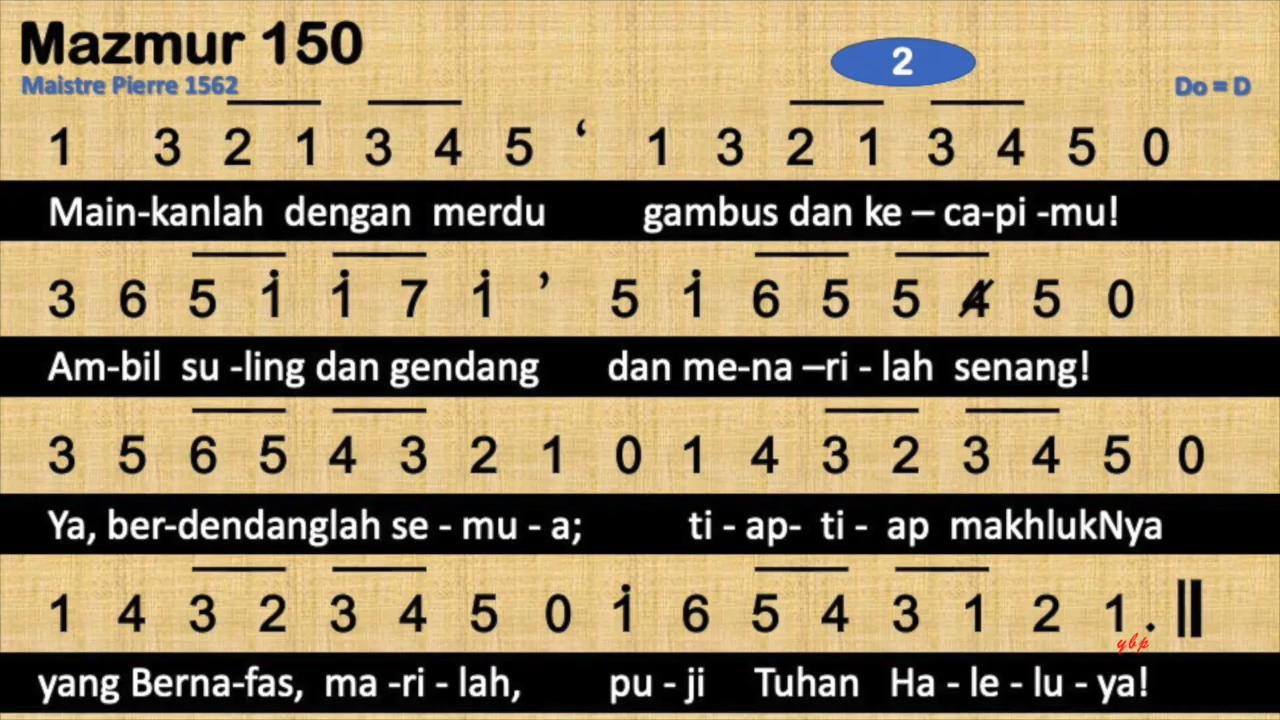 Mazmur 150
2
Maistre Pierre 1562
Do = D
1 3 2 1 3 4 5 ‘ 1 3 2 1 3 4 5 0
Main-kanlah dengan merdu gambus dan ke – ca-pi -mu!
3 6 5 1̇ 1̇ 7 1̇ ’ 5 1̇ 6 5 5 4̸ 5 0
Am-bil su -ling dan gendang dan me-na –ri - lah senang!
3 5 6 5 4 3 2 1 0 1 4 3 2 3 4 5 0
Ya, ber-dendanglah se - mu - a; ti - ap- ti - ap makhlukNya
1 4 3 2 3 4 5 0 1̇ 6 5 4 3 1 2 1 .
ybp
yang Berna-fas, ma -ri - lah, pu - ji Tuhan Ha - le - lu - ya!